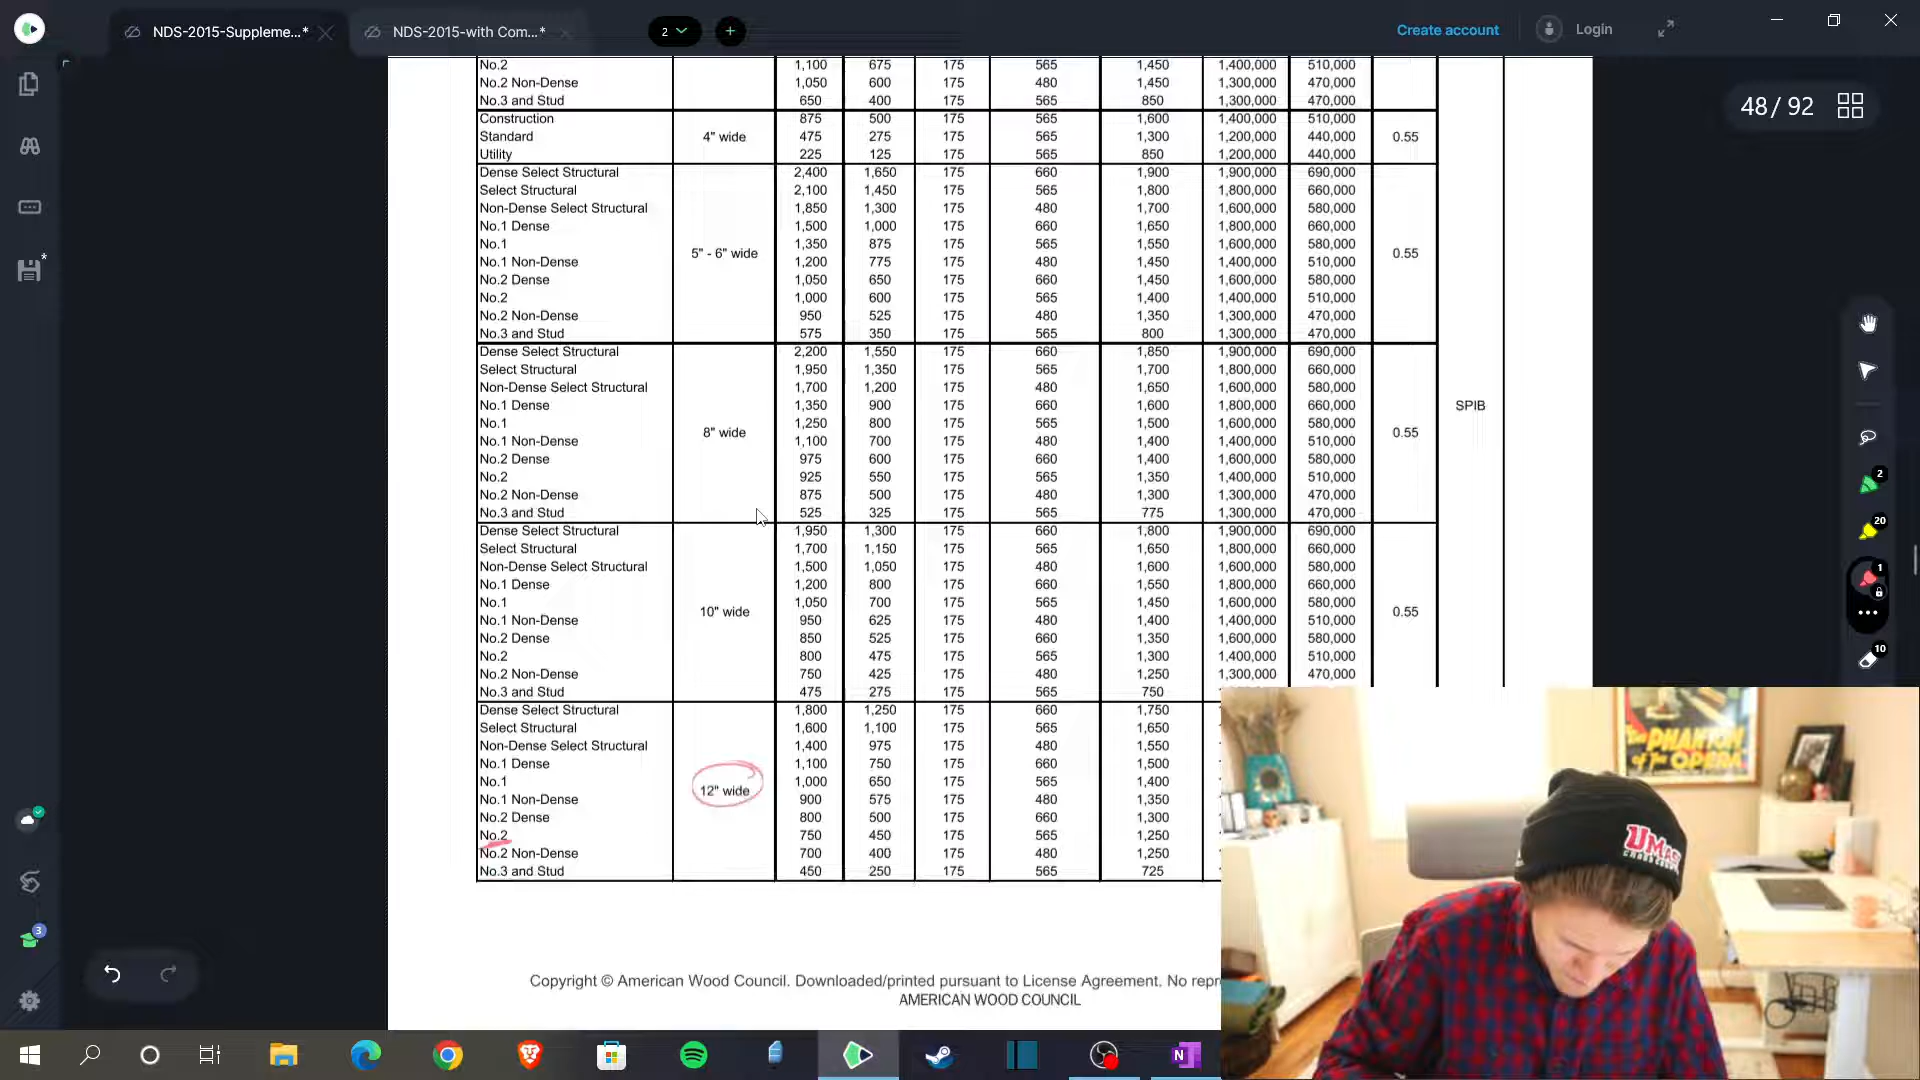 NDS-2015-Suppleme...*
NDS-2015-with Com...*
2
Create account
Login
48 / 92
No.2 1,100 675 175 565 1,450 1,400,000 510,000
No.2 Non-Dense 1,050 600 175 480 1,450 1,300,000 470,000
No.3 and Stud 650 400 175 565 850 1,300,000 470,000
Construction 875 500 175 565 1,600 1,400,000 510,000
Standard 4" wide 475 275 175 565 1,300 1,200,000 440,000 0.55
Utility 225 125 175 565 850 1,200,000 440,000
Dense Select Structural 2,400 1,650 175 660 1,900 1,900,000 690,000
Select Structural 2,100 1,450 175 565 1,800 1,800,000 660,000
Non-Dense Select Structural 1,850 1,300 175 480 1,700 1,600,000 580,000
No.1 Dense 1,500 1,000 175 660 1,650 1,800,000 660,000
No.1 1,350 875 175 565 1,550 1,600,000 580,000
5" - 6" wide 0.55
No.1 Non-Dense 1,200 775 175 480 1,450 1,400,000 510,000
No.2 Dense 1,050 650 175 660 1,450 1,600,000 580,000
No.2 1,000 600 175 565 1,400 1,400,000 510,000
No.2 Non-Dense 950 525 175 480 1,350 1,300,000 470,000
No.3 and Stud 575 350 175 565 800 1,300,000 470,000
Dense Select Structural 2,200 1,550 175 660 1,850 1,900,000 690,000
Select Structural 1,950 1,350 175 565 1,700 1,800,000 660,000
Non-Dense Select Structural 1,700 1,200 175 480 1,650 1,600,000 580,000
No.1 Dense 1,350 900 175 660 1,600 1,800,000 660,000 SPIB
No.1 1,250 800 175 565 1,500 1,600,000 580,000
8" wide 0.55
No.1 Non-Dense 1,100 700 175 480 1,400 1,400,000 510,000
No.2 Dense 975 600 175 660 1,400 1,600,000 580,000
No.2 925 550 175 565 1,350 1,400,000 510,000
No.2 Non-Dense 875 500 175 480 1,300 1,300,000 470,000
No.3 and Stud 525 325 175 565 775 1,300,000 470,000
Dense Select Structural 1,950 1,300 175 660 1,800 1,900,000 690,000
Select Structural 1,700 1,150 175 565 1,650 1,800,000 660,000
Non-Dense Select Structural 1,500 1,050 175 480 1,600 1,600,000 580,000
No.1 Dense 1,200 800 175 660 1,550 1,800,000 660,000
No.1 1,050 700 175 565 1,450 1,600,000 580,000
10" wide 0.55
No.1 Non-Dense 950 625 175 480 1,400 1,400,000 510,000
No.2 Dense 850 525 175 660 1,350 1,600,000 580,000
No.2 800 475 175 565 1,300 1,400,000 510,000
No.2 Non-Dense 750 425 175 480 1,250 1,300,000 470,000
No.3 and Stud 475 275 175 565 750
Dense Select Structural 1,800 1,250 175 660 1,750
Select Structural 1,600 1,100 175 565 1,650
Non-Dense Select Structural 1,400 975 175 480 1,550
No.1 Dense 1,100 750 175 660 1,500
No.1 1,000 650 175 565 1,400
12" wide
No.1 Non-Dense 900 575 175 480 1,350
No.2 Dense 800 500 175 660 1,300
No.2 750 450 175 565 1,250
No.2 Non-Dense 700 400 175 480 1,250
No.3 and Stud 450 250 175 565 725
Copyright © American Wood Council. Downloaded/printed pursuant to License Agreement. No repr
AMERICAN WOOD COUNCIL
2
20
1
10
3
PHANTOM
of the OPERA
UMas